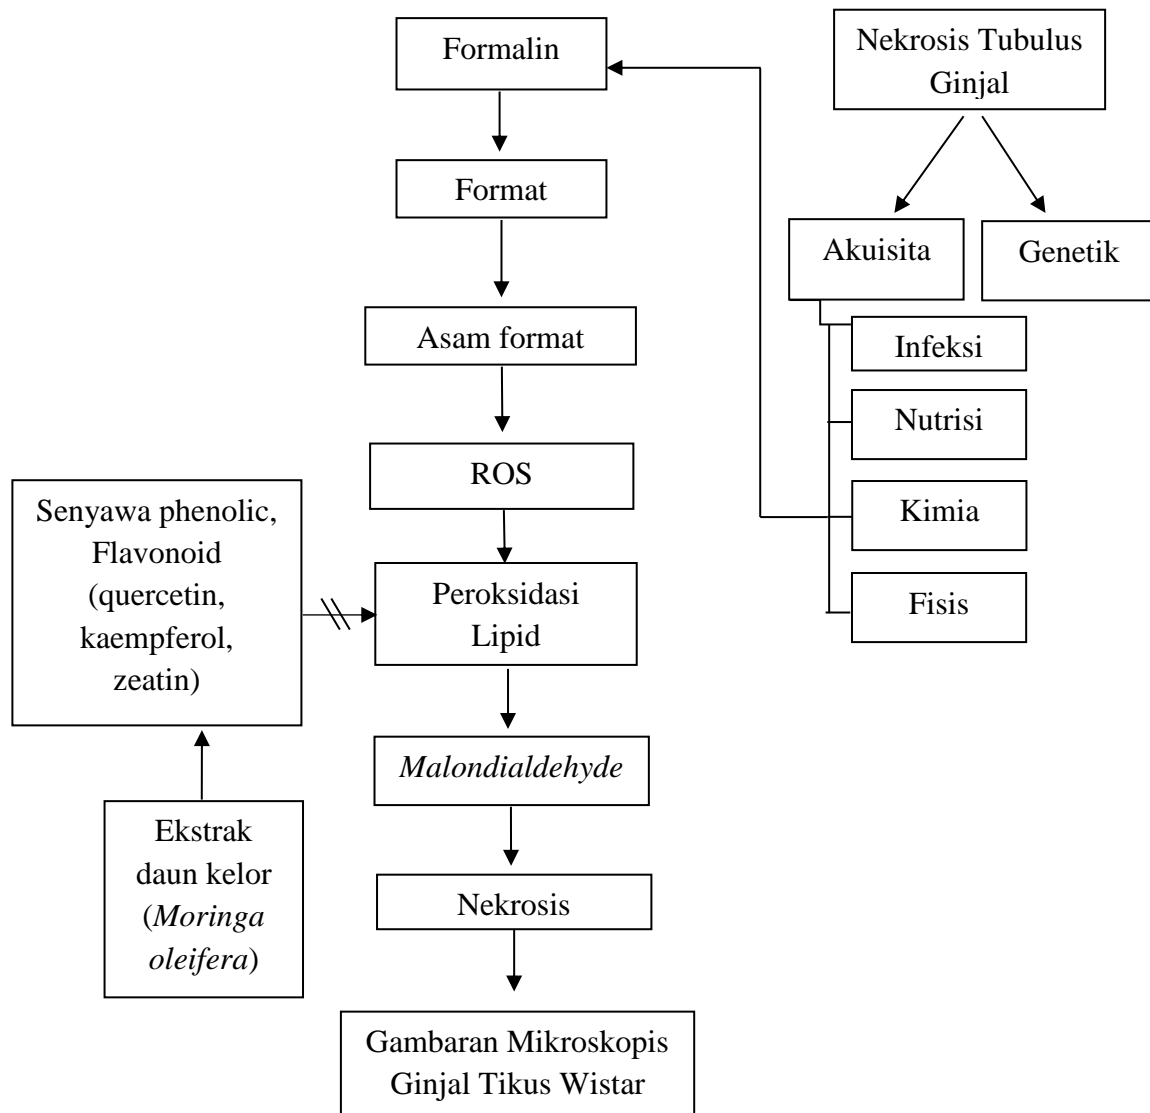 Formalin
Nekrosis Tubulus
Ginjal
Format
Akuisita
Genetik
Asam format
Infeksi
Nutrisi
ROS
Kimia
Senyawa phenolic,
Flavonoid
(quercetin,
kaempferol,
zeatin)
Peroksidasi
Lipid
Fisis
Malondialdehyde
Ekstrak
daun kelor
(Moringa
oleifera)
Nekrosis
Gambaran Mikroskopis
Ginjal Tikus Wistar